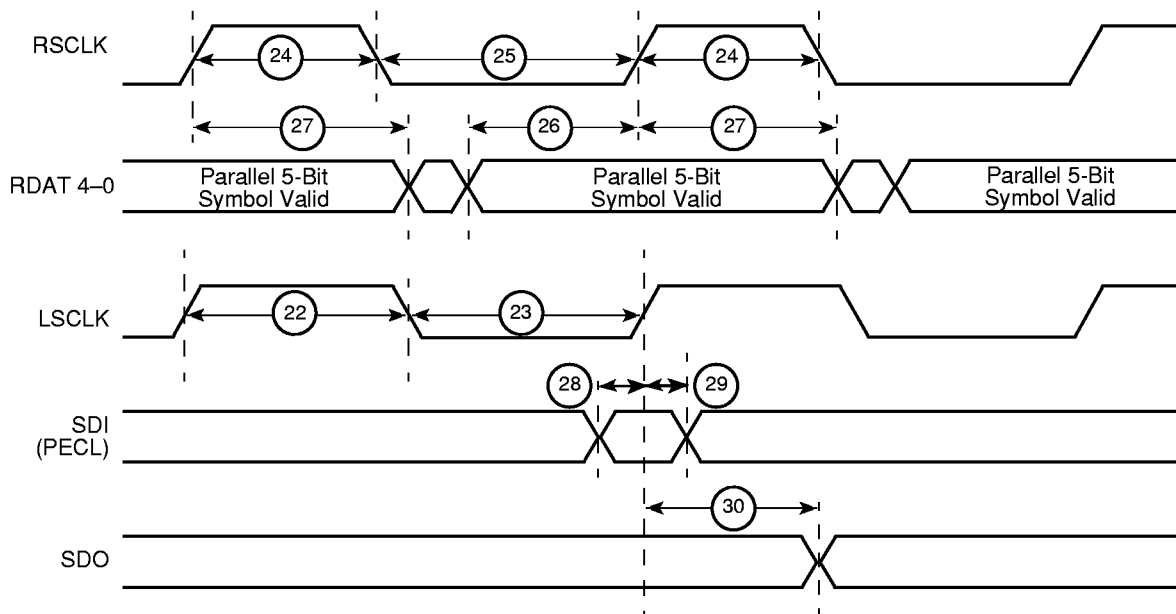 RSCLK
24
25
24
27
26
27
RDAT 4–0
Parallel 5-Bit
Symbol Valid
Parallel 5-Bit
Symbol Valid
Parallel 5-Bit
Symbol Valid
LSCLK
22
23
28
29
SDI
(PECL)
30
SDO